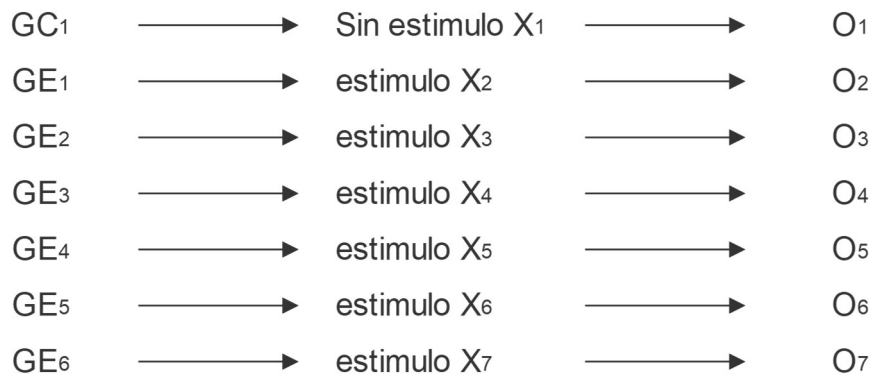 GC1 Sin estimulo X1 O1
GE1 estimulo X2 O2
GE2 estimulo X3 O3
GE3 estimulo X4 O4
GE4 estimulo X5 O5
GE5 estimulo X6 O6
GE6 estimulo X7 O7